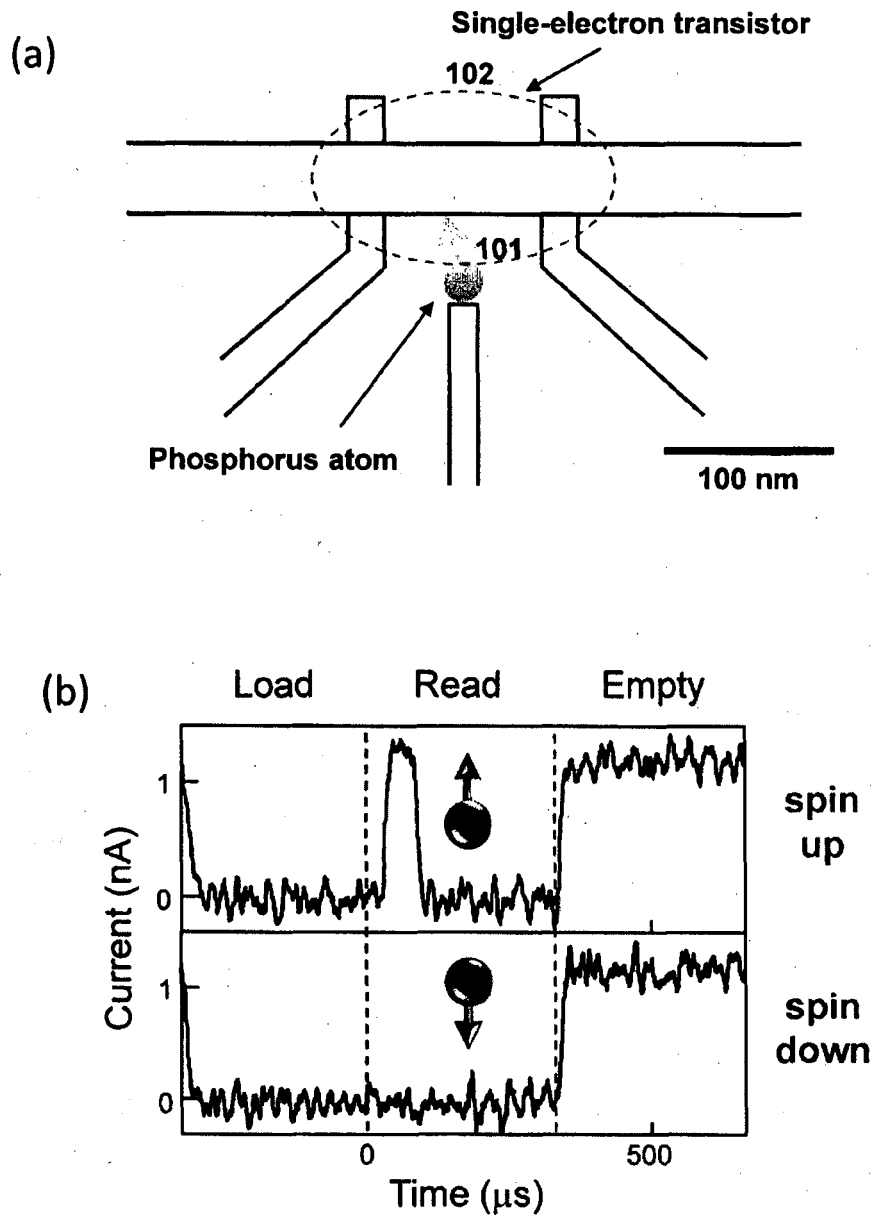 (a)
Single-electron transistor
102
101
Phosphorus atom
100 nm
(b)
Load Read Empty
Current (nA)
1
0
spin
up
1
0
spin
down
0 500
Time (μs)